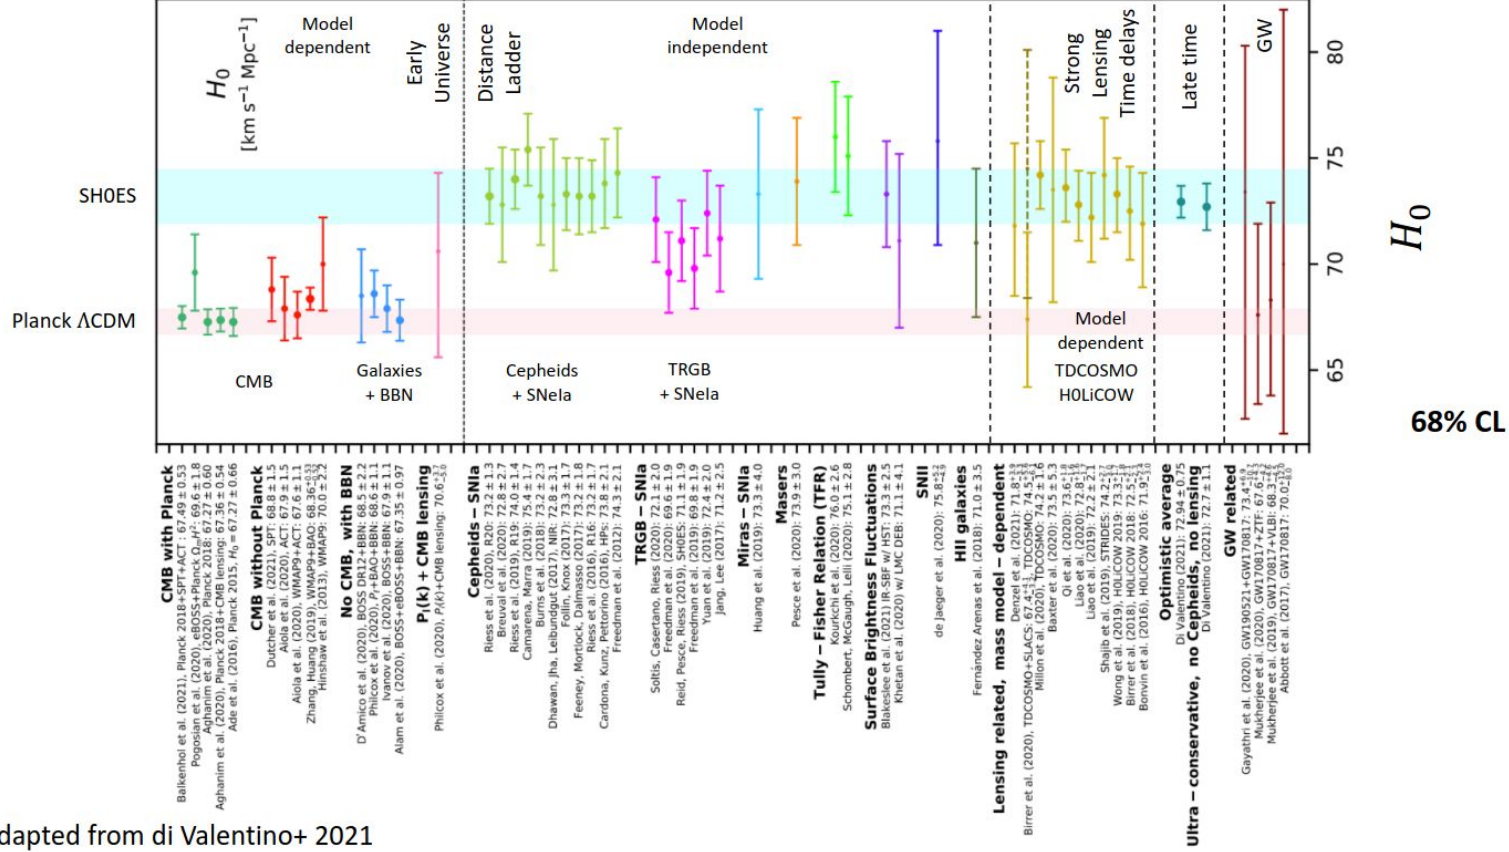 H₀
[km s⁻¹ Mpc⁻¹]
Model
dependent
Early
Universe
Distance
Ladder
Model
independent
Strong
Lensing
Time delays
Late time
GW
80
75
70
65
H₀
SH0ES
Planck ΛCDM
CMB
Galaxies
+ BBN
Cepheids
+ SNeIa
TRGB
+ SNeIa
Model
dependent
TDCOSMO
H0LiCOW
68% CL
CMB with Planck
Balkenhol et al. (2021), Planck 2018+SPT+ACT : 67.49 ± 0.53
Pogosian et al. (2020), eBOSS+Planck Ωₘh²: 69.6 ± 1.8
Aghanim et al. (2020), Planck 2018: 67.27 ± 0.60
Aghanim et al. (2020), Planck 2018+CMB lensing: 67.36 ± 0.54
Ade et al. (2016), Planck 2015, H₀ = 67.27 ± 0.66
CMB without Planck
Dutcher et al. (2021), SPT: 68.8 ± 1.5
Aiola et al. (2020), ACT: 67.9 ± 1.5
Aiola et al. (2020), WMAP9+ACT: 67.6 ± 1.1
Zhang, Huang (2019), WMAP9+BAO: 68.36
Hinshaw et al. (2013), WMAP9: 70.0 ± 2.2
No CMB, with BBN
D'Amico et al. (2020), BOSS DR12+BBN: 68.5 ± 2.2
Philcox et al. (2020), Pₗ+BAO+BBN: 68.6 ± 1.1
Ivanov et al. (2020), BOSS+BBN: 67.9 ± 1.1
Alam et al. (2020), BOSS+eBOSS+BBN: 67.35 ± 0.97
Pₗ(k) + CMB lensing
Philcox et al. (2020), Pₗ(k)+CMB lensing: 70.6
Cepheids – SNIa
Riess et al. (2020), R20: 73.2 ± 1.3
Breuval et al. (2020): 72.8 ± 2.7
Riess et al. (2019), R19: 74.0 ± 1.4
Camarena, Marra (2019): 75.4 ± 1.7
Burns et al. (2018): 73.2 ± 2.3
Dhawan, Jha, Leibundgut (2017), NIR: 72.8 ± 3.1
Follin, Knox (2017): 73.3 ± 1.7
Feeney, Mortlock, Dalmasso (2017): 73.2 ± 1.8
Riess et al. (2016), R16: 73.2 ± 1.7
Cardona, Kunz, Pettorino (2016), HPs: 73.8 ± 2.1
Freedman et al. (2012): 74.3 ± 2.1
TRGB – SNIa
Soltis, Casertano, Riess (2020): 72.1 ± 2.0
Freedman et al. (2020): 69.6 ± 1.9
Reid, Pesce, Riess (2019), SH0ES: 71.1 ± 1.9
Freedman et al. (2019): 69.8 ± 1.9
Yuan et al. (2019): 72.4 ± 2.0
Jang, Lee (2017): 71.2 ± 2.5
Miras – SNIa
Huang et al. (2019): 73.3 ± 4.0
Masers
Pesce et al. (2020): 73.9 ± 3.0
Tully – Fisher Relation (TFR)
Kourkchi et al. (2020): 76.0 ± 2.6
Schombert, McGaugh, Lelli (2020): 75.1 ± 2.8
Surface Brightness Fluctuations
Blakeslee et al. (2021) IR-SBF w/ HST: 73.3 ± 2.5
Khetan et al. (2020) w/ LMC DEB: 71.1 ± 4.1
SNII
de Jaeger et al. (2020): 75.8
HII galaxies
Fernández Arenas et al. (2018): 71.0 ± 3.5
Lensing related, mass model – dependent
Denzel et al. (2021): 71.8
Birrer et al. (2020), TDCOSMO+SLACS: 67.4, TDCOSMO: 74.5
Millon et al. (2020), TDCOSMO: 74.2 ± 1.6
Baxter et al. (2020): 73.5 ± 5.3
Qi et al. (2020): 73.6
Liao et al. (2020): 72.8
Liao et al. (2019): 72.2 ± 2.1
Shajib et al. (2019), STRIDES: 74.2
Wong et al. (2019), H0LiCOW 2019: 73.3
Birrer et al. (2018), H0LiCOW 2018: 72.5
Bonvin et al. (2016), H0LiCOW 2016: 71.9
Optimistic average
Di Valentino (2021): 72.94 ± 0.75
Ultra – conservative, no Cepheids, no lensing
Di Valentino (2021): 72.7 ± 1.1
GW related
Gayathri et al. (2020), GW190521+GW170817: 73.4
Mukherjee et al. (2020), GW170817+ZTF: 67.6
Mukherjee et al. (2019), GW170817+VLBI: 68.3
Abbott et al. (2017), GW170817: 70.0
dapted from di Valentino+ 2021